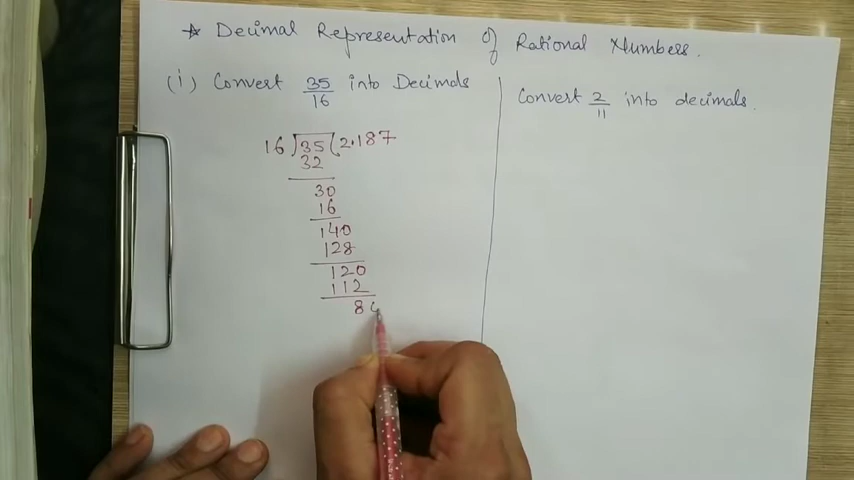 * Decimal Representation of Rational Numbers.
(i) Convert 35/16 into Decimals
16 ) 35 ( 2.187
32
30
16
140
128
120
112
8
Convert 2/11 into decimals.